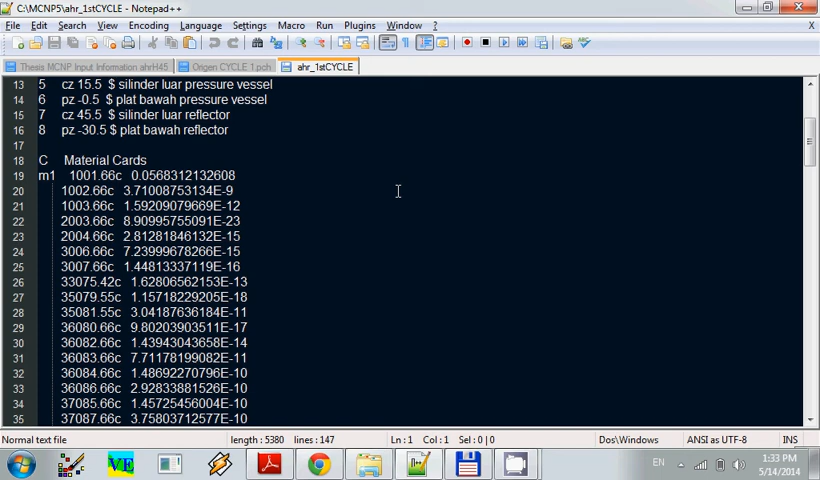 C:\MCNP5\ahr_1stCYCLE - Notepad++
File Edit Search View Encoding Language Settings Macro Run Plugins Window ? X
Thesis MCNP Input Information ahrH45 Origen CYCLE 1.pch ahr_1stCYCLE
13 5 cz 15.5 $ silinder luar pressure vessel
14 6 pz -0.5 $ plat bawah pressure vessel
15 7 cz 45.5 $ silinder luar reflector
16 8 pz -30.5 $ plat bawah reflector
17
18 C Material Cards
19 m1 1001.66c 0.0568312132608
20 1002.66c 3.71008753134E-9
21 1003.66c 1.59209079669E-12
22 2003.66c 8.90995755091E-23
23 2004.66c 2.81281846132E-15
24 3006.66c 7.23999678266E-15
25 3007.66c 1.44813337119E-16
26 33075.42c 1.62806562153E-13
27 35079.55c 1.15718229205E-18
28 35081.55c 3.04187636184E-11
29 36080.66c 9.80203903511E-17
30 36082.66c 1.43943043658E-14
31 36083.66c 7.71178199082E-11
32 36084.66c 1.48692270796E-10
33 36086.66c 2.92833881526E-10
34 37085.66c 1.45725456004E-10
35 37087.66c 3.75803712577E-10
Normal text file length : 5380 lines : 147 Ln : 1 Col : 1 Sel : 0 | 0 Dos\Windows ANSI as UTF-8 INS
VE EN 1:33 PM
5/14/2014